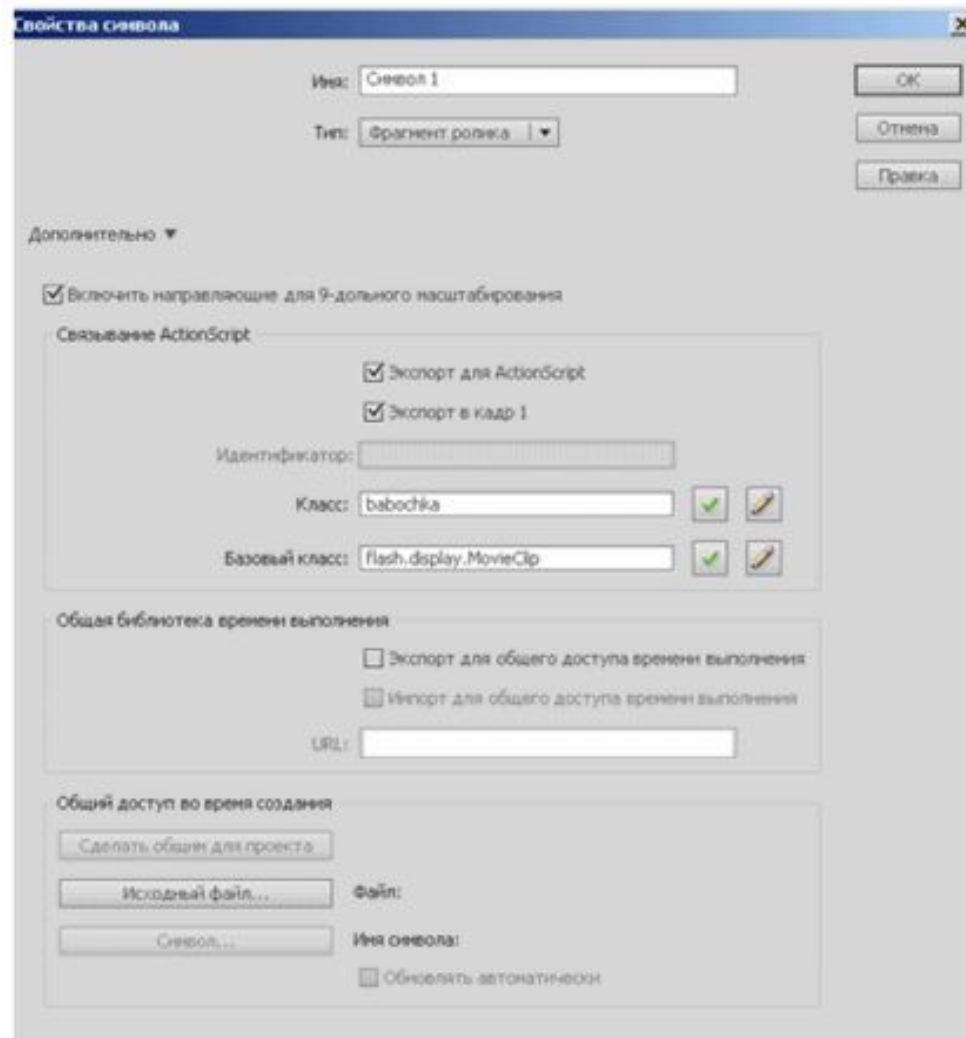 Свойства символа
Имя: Символ 1
OK
Тип: Фрагмент ролика
Отмена
Правка
Дополнительно
Включить направляющие для 9-дольного масштабирования
Связывание ActionScript
Экспорт для ActionScript
Экспорт в кадр 1
Идентификатор:
Класс: babochka
Базовый класс: flash.display.MovieClip
Общая библиотека времени выполнения
Экспорт для общего доступа времени выполнения
Импорт для общего доступа времени выполнения
URL:
Общий доступ во время создания
Сделать общим для проекта
Исходный файл... Файл:
Символ... Имя символа:
Обновлять автоматически